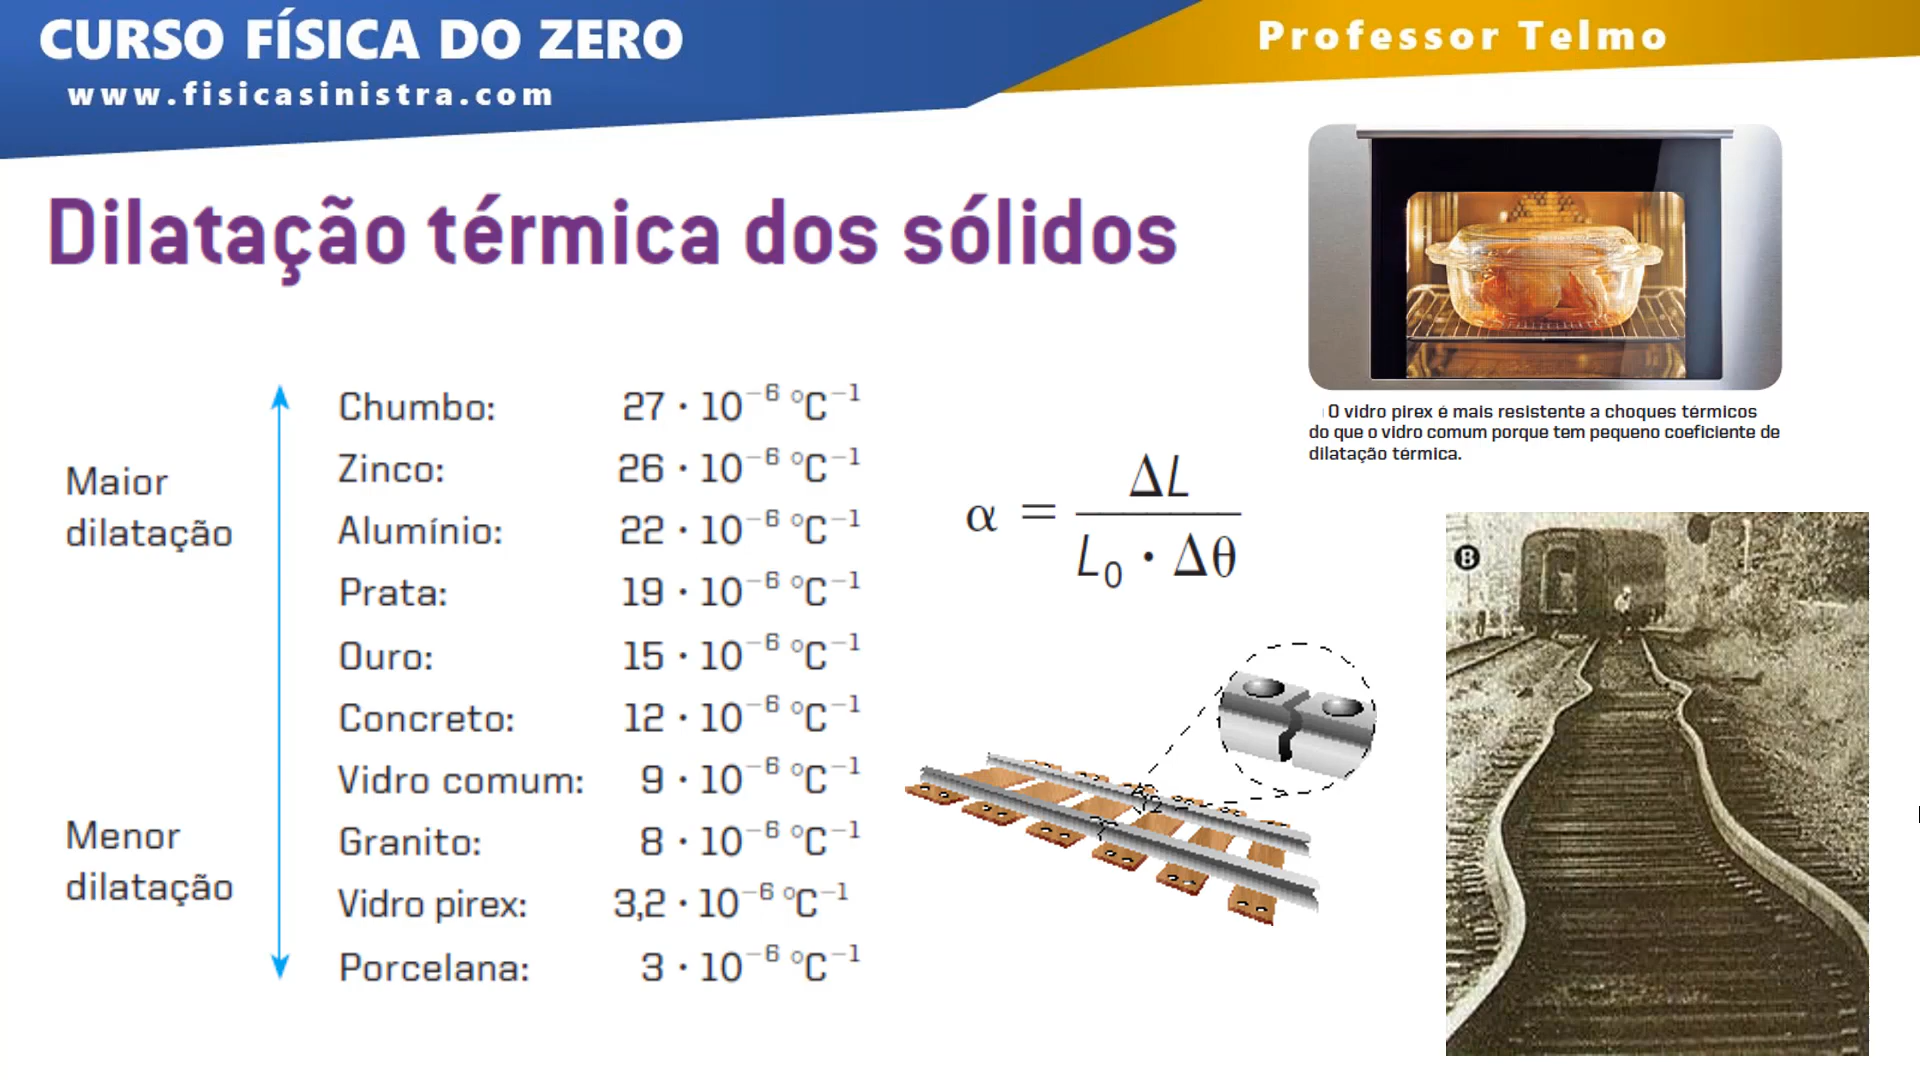 CURSO FÍSICA DO ZERO
www.fisicasinistra.com
Professor Telmo
Dilatação térmica dos sólidos
Maior
dilatação
Menor
dilatação
Chumbo: 27 · 10⁻⁶ °C⁻¹
Zinco: 26 · 10⁻⁶ °C⁻¹
Alumínio: 22 · 10⁻⁶ °C⁻¹
Prata: 19 · 10⁻⁶ °C⁻¹
Ouro: 15 · 10⁻⁶ °C⁻¹
Concreto: 12 · 10⁻⁶ °C⁻¹
Vidro comum: 9 · 10⁻⁶ °C⁻¹
Granito: 8 · 10⁻⁶ °C⁻¹
Vidro pirex: 3,2 · 10⁻⁶ °C⁻¹
Porcelana: 3 · 10⁻⁶ °C⁻¹
α = ΔL / L₀ · Δθ
O vidro pirex é mais resistente a choques térmicos
do que o vidro comum porque tem pequeno coeficiente de
dilatação térmica.
B